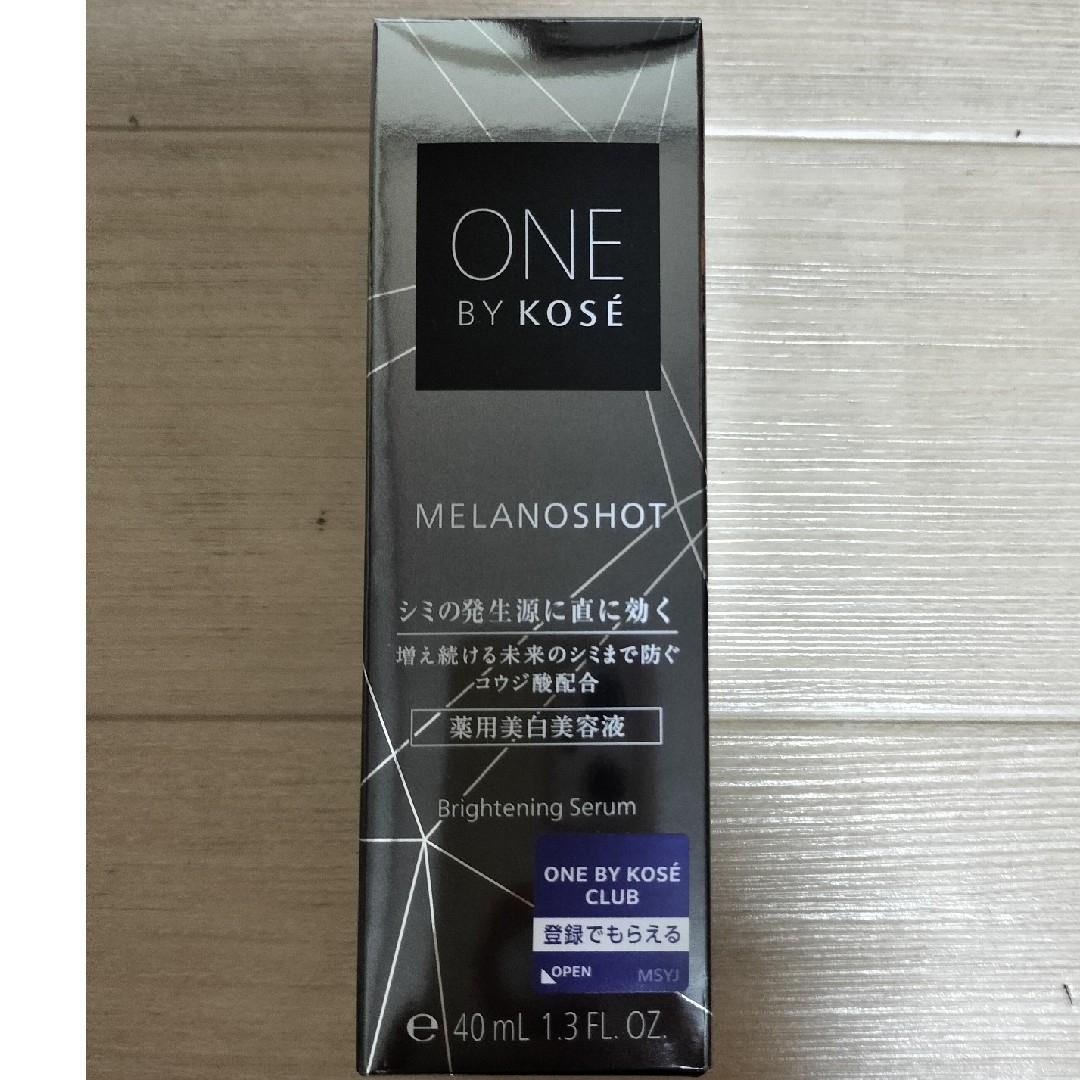 ONE
BY KOSÉ
MELANOSHOT
シミの発生源に直に効く
増え続ける未来のシミまで防ぐ
コウジ酸配合
薬用美白美容液
Brightening Serum
ONE BY KOSÉ
CLUB
登録でもらえる
OPEN MSYJ
℮ 40 mL 1.3 FL. OZ.